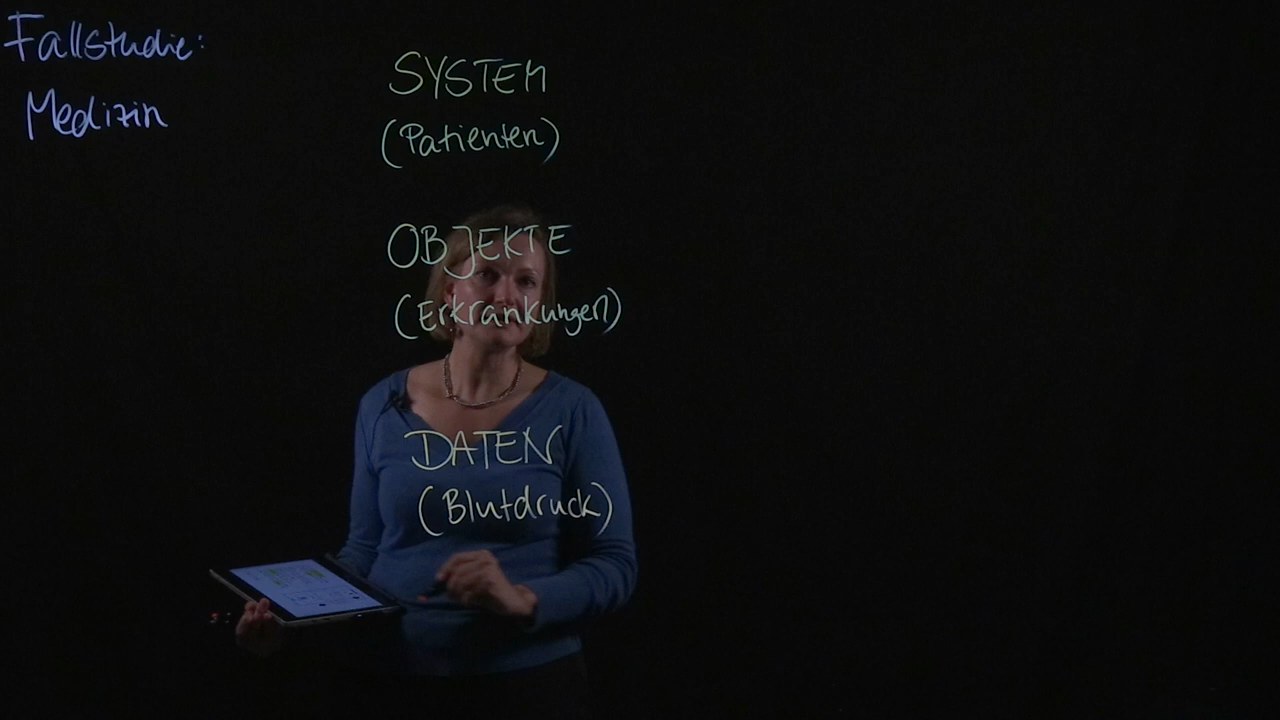 Fallstudie:
Medizin
SYSTEM
(Patienten)
OBJEKTE
(Erkrankungen)
DATEN
(Blutdruck)